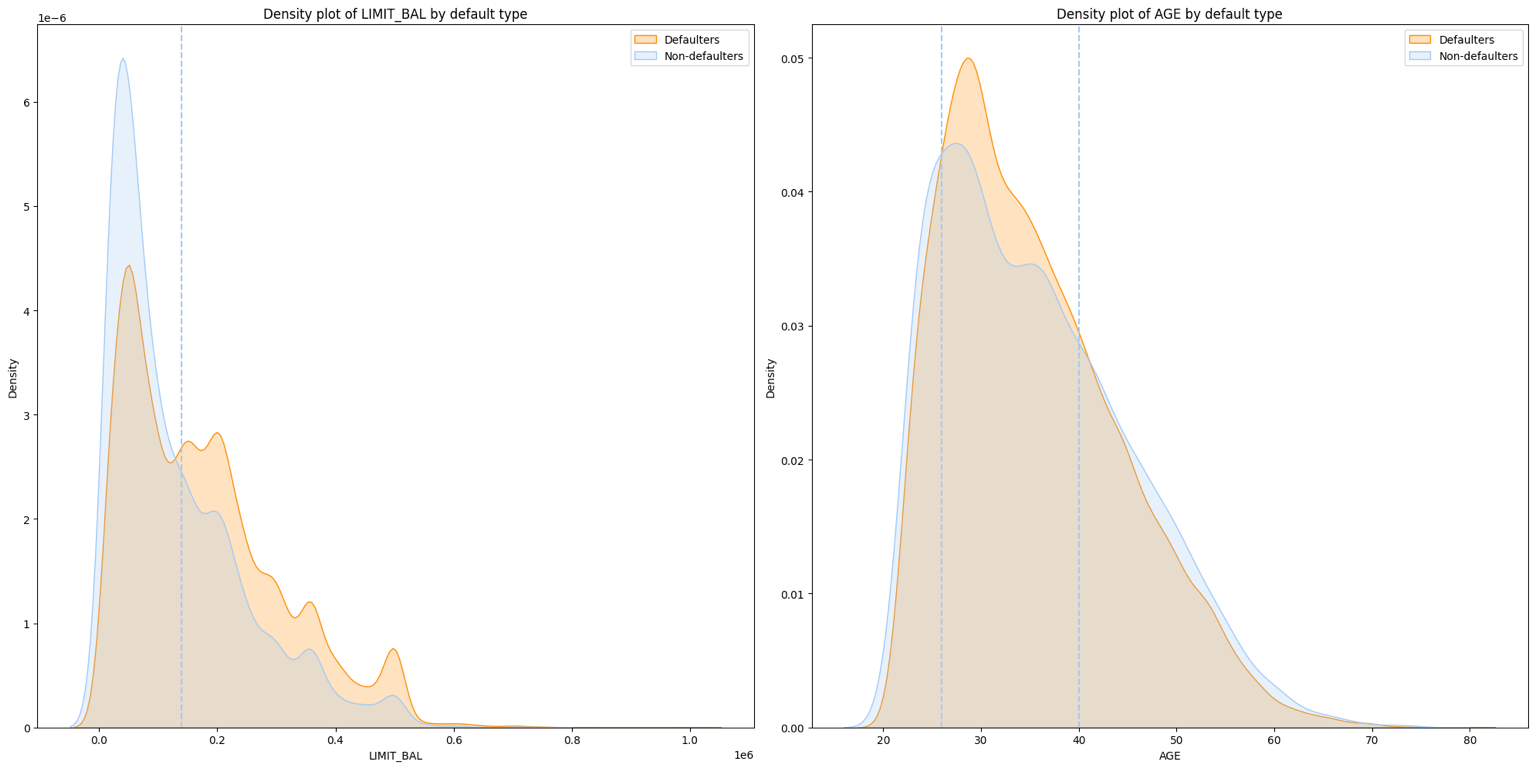 Density plot of LIMIT_BAL by default type
1e−6
Defaulters
Non-defaulters
6
5
4
3
2
1
0
Density
0.0 0.2 0.4 0.6 0.8 1.0
1e6
LIMIT_BAL
Density plot of AGE by default type
Defaulters
Non-defaulters
0.05
0.04
0.03
0.02
0.01
0.00
Density
20 30 40 50 60 70 80
AGE